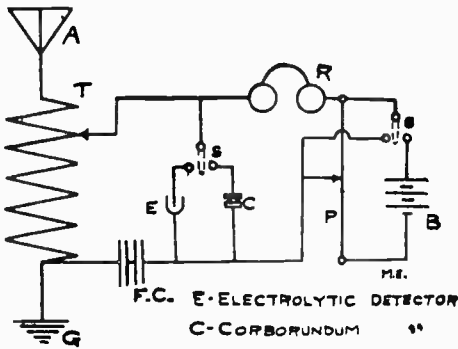 A
T
R
S
S
E
C
P
B
M.E.
F.C.
E-ELECTROLYTIC DETECTOR
G
C-CORBORUNDUM "